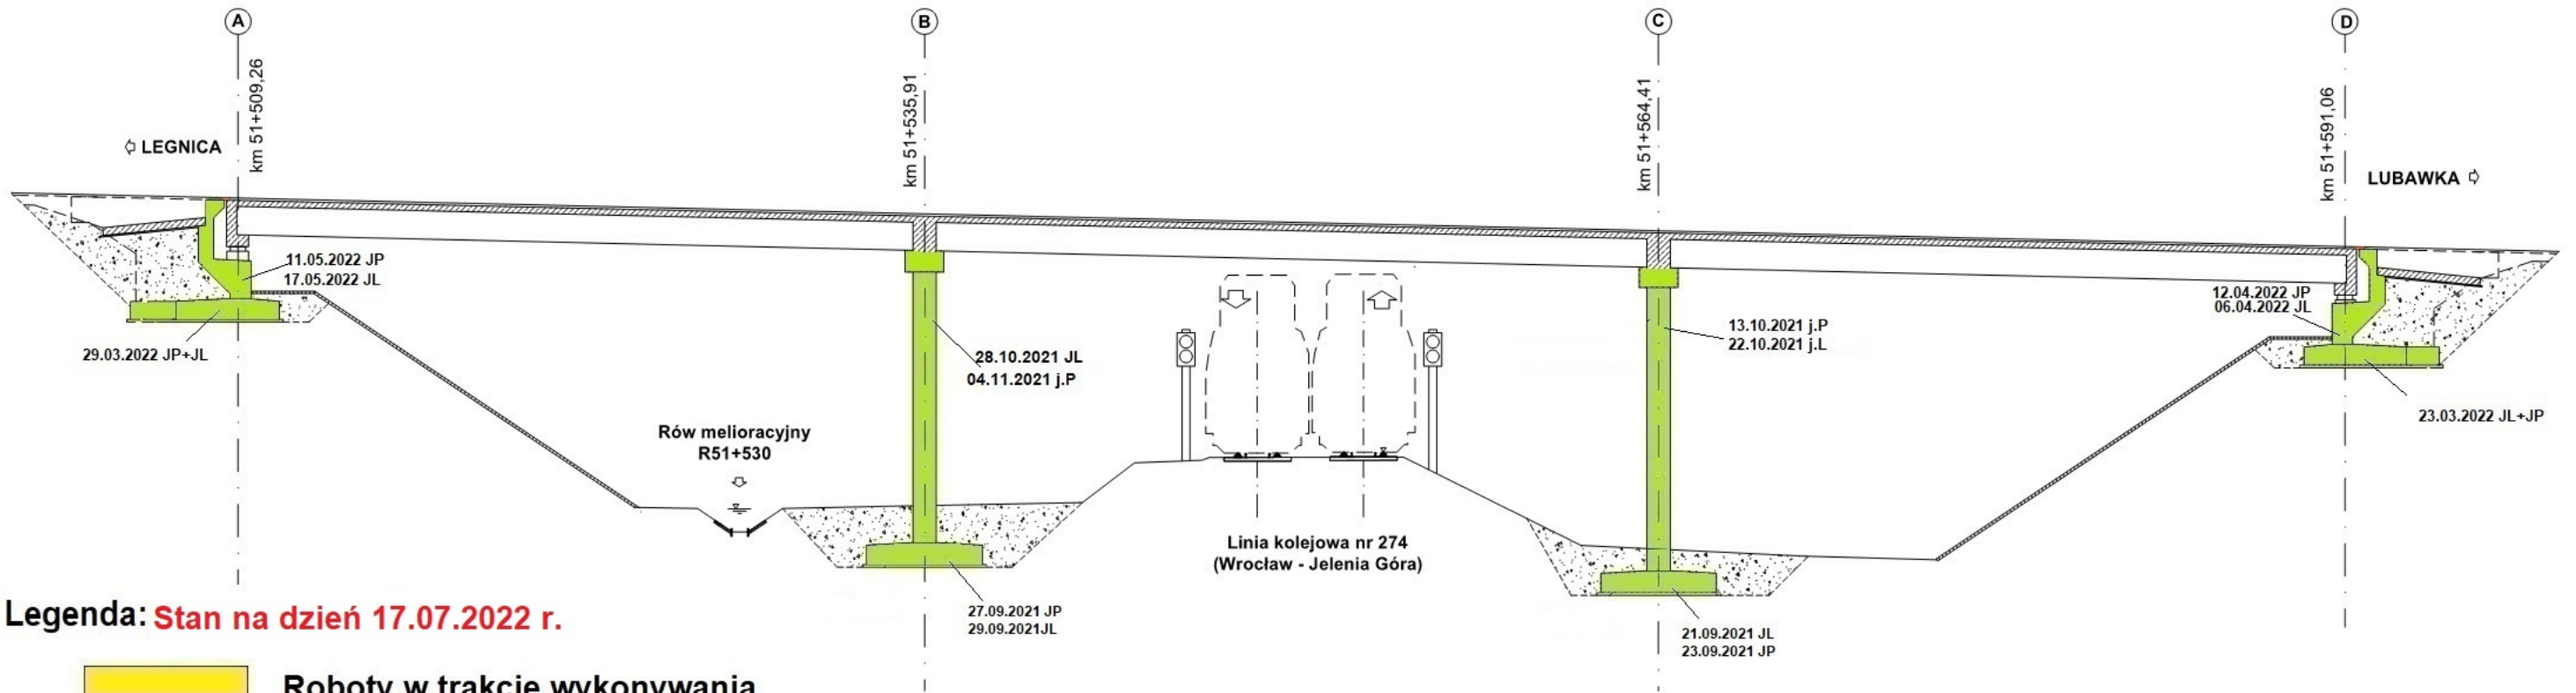 A
B
C
D
km 51+509,26
km 51+535,91
km 51+564,41
km 51+591,06
⇦ LEGNICA
LUBAWKA ⇨
11.05.2022 JP
17.05.2022 JL
29.03.2022 JP+JL
28.10.2021 JL
04.11.2021 j.P
13.10.2021 j.P
22.10.2021 j.L
12.04.2022 JP
06.04.2022 JL
23.03.2022 JL+JP
Rów melioracyjny
R51+530
Linia kolejowa nr 274
(Wrocław - Jelenia Góra)
27.09.2021 JP
29.09.2021JL
21.09.2021 JL
23.09.2021 JP
Legenda: Stan na dzień 17.07.2022 r.
Roboty w trakcie wykonywania